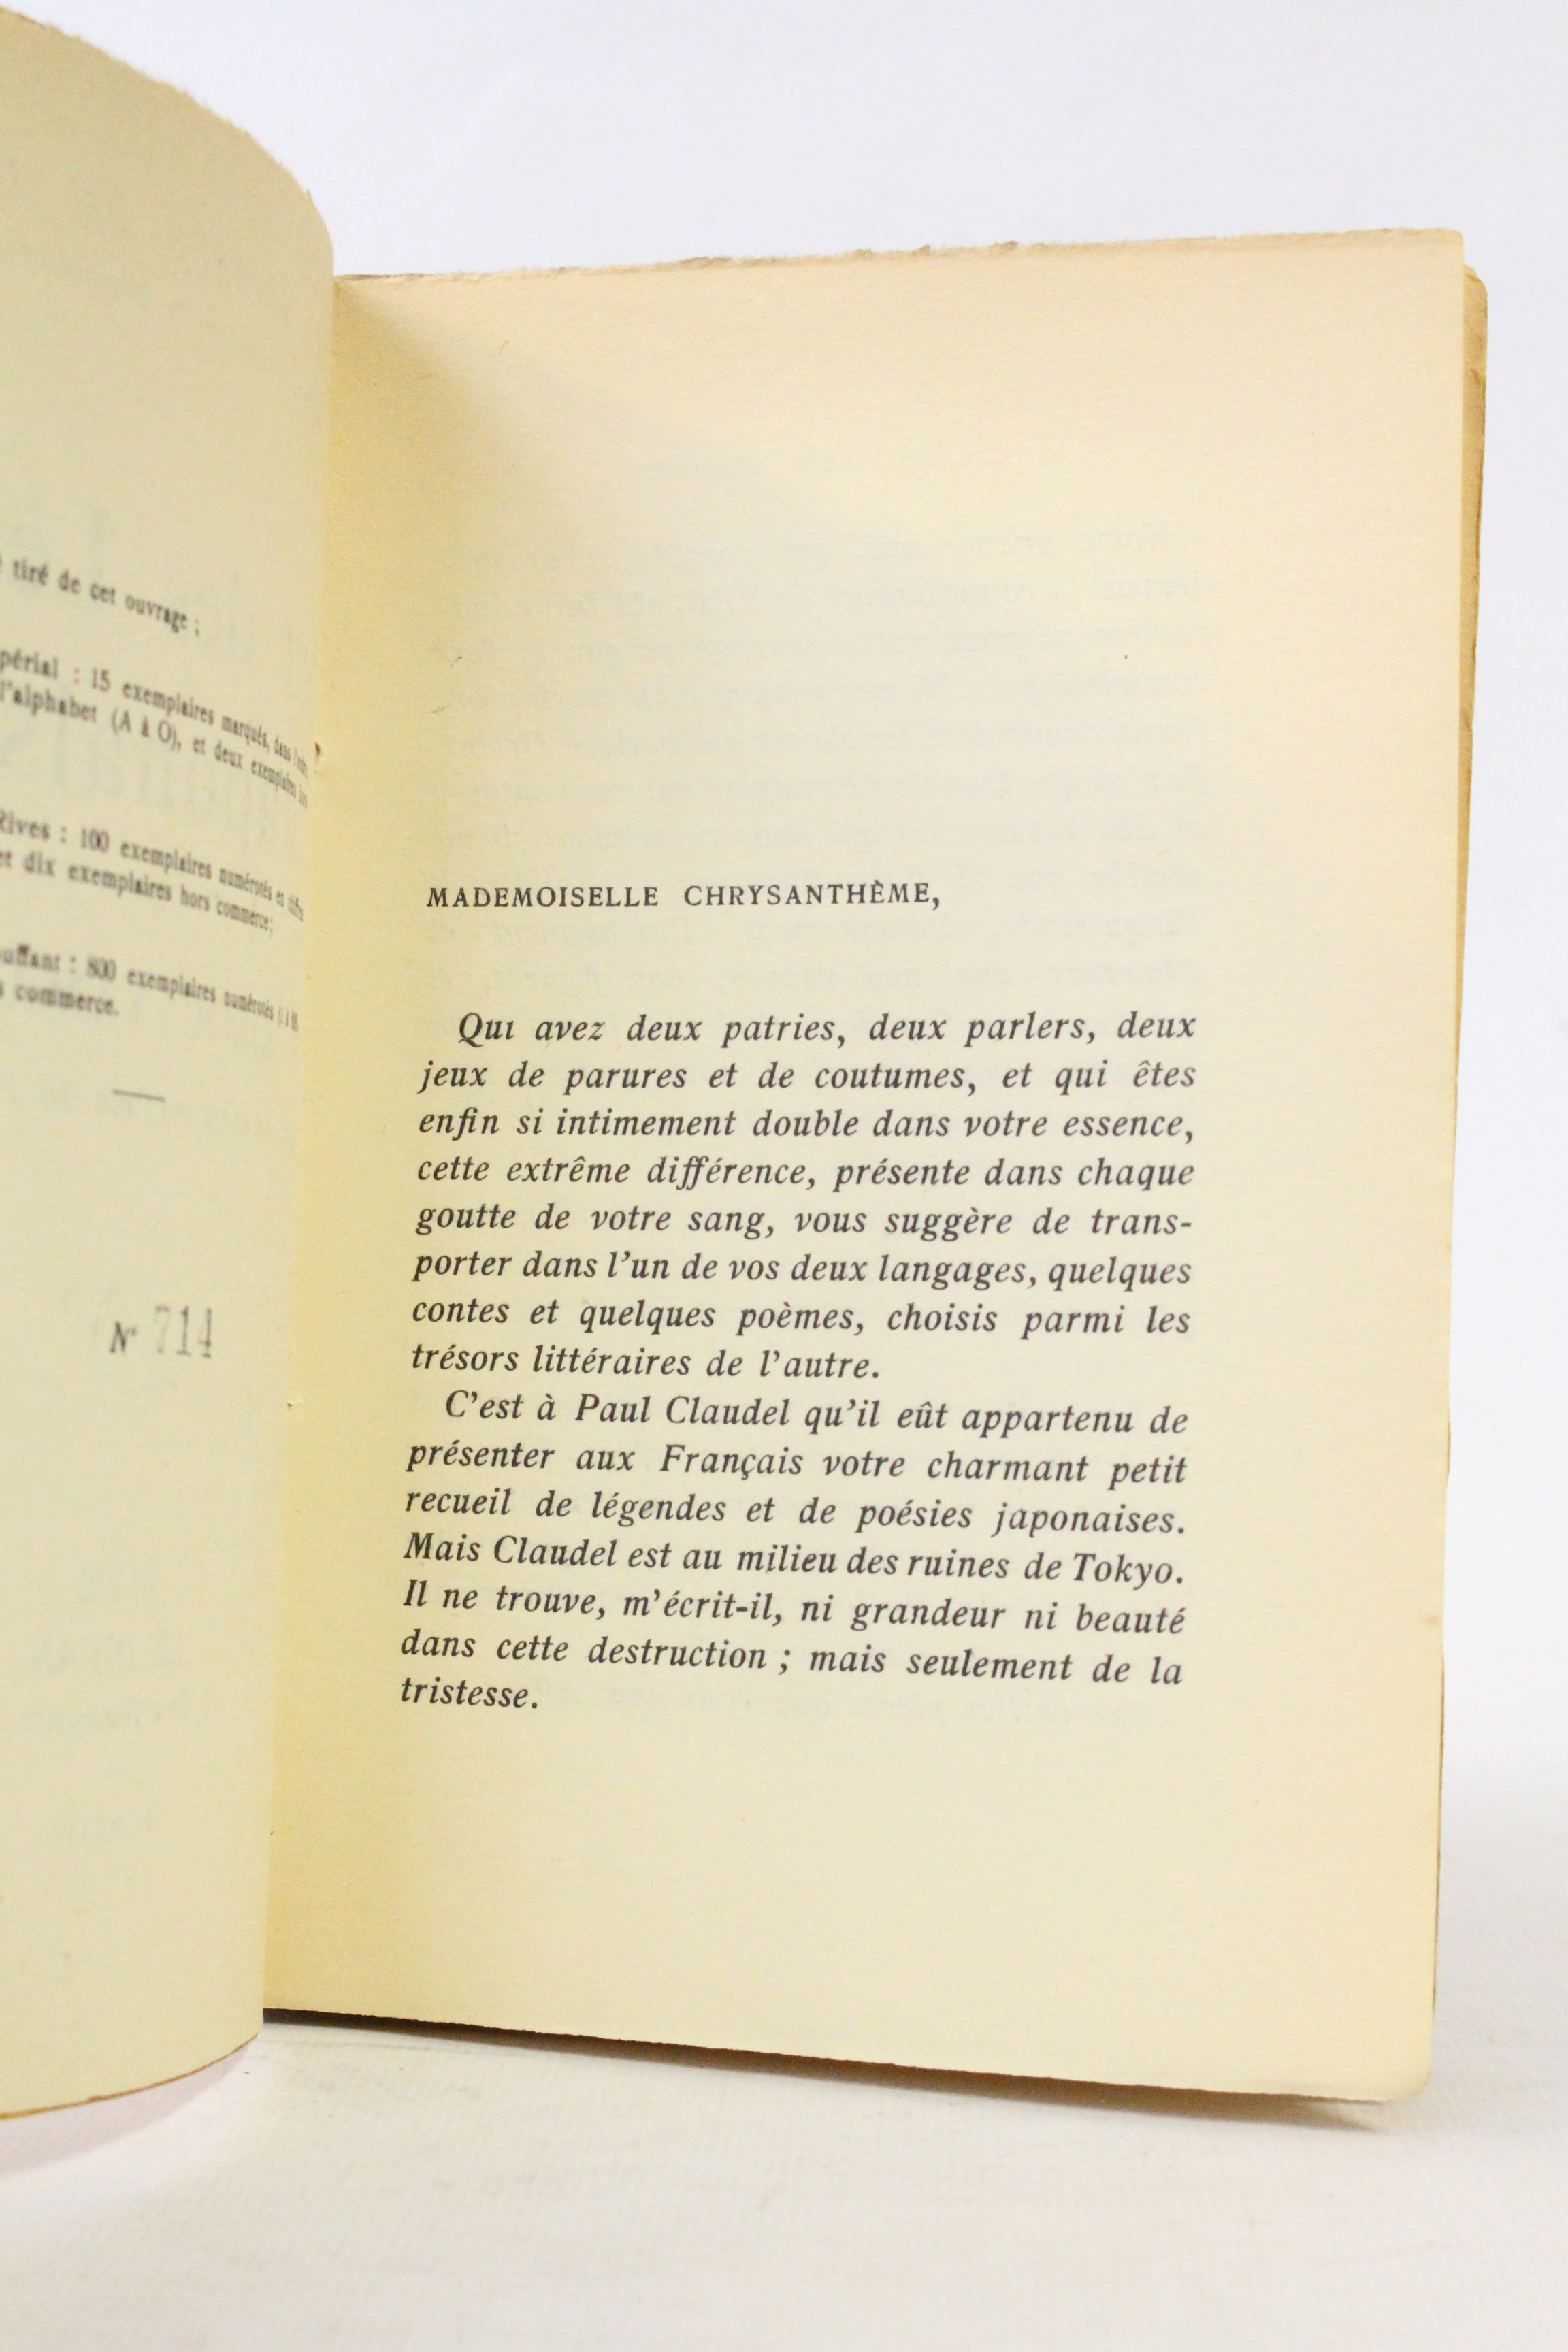 tiré de cet ouvrage :
périal : 15 exemplaires marqués, dans
l'alphabet (A à O), et deux exemplaires
Rives : 100 exemplaires numérotés et
et dix exemplaires hors commerce;
ouffant : 800 exemplaires numérotés
s commerce.
N° 714
MADEMOISELLE CHRYSANTHÈME,
Qui avez deux patries, deux parlers, deux
jeux de parures et de coutumes, et qui êtes
enfin si intimement double dans votre essence,
cette extrême différence, présente dans chaque
goutte de votre sang, vous suggère de trans-
porter dans l'un de vos deux langages, quelques
contes et quelques poèmes, choisis parmi les
trésors littéraires de l'autre.
C'est à Paul Claudel qu'il eût appartenu de
présenter aux Français votre charmant petit
recueil de légendes et de poésies japonaises.
Mais Claudel est au milieu des ruines de Tokyo.
Il ne trouve, m'écrit-il, ni grandeur ni beauté
dans cette destruction ; mais seulement de la
tristesse.